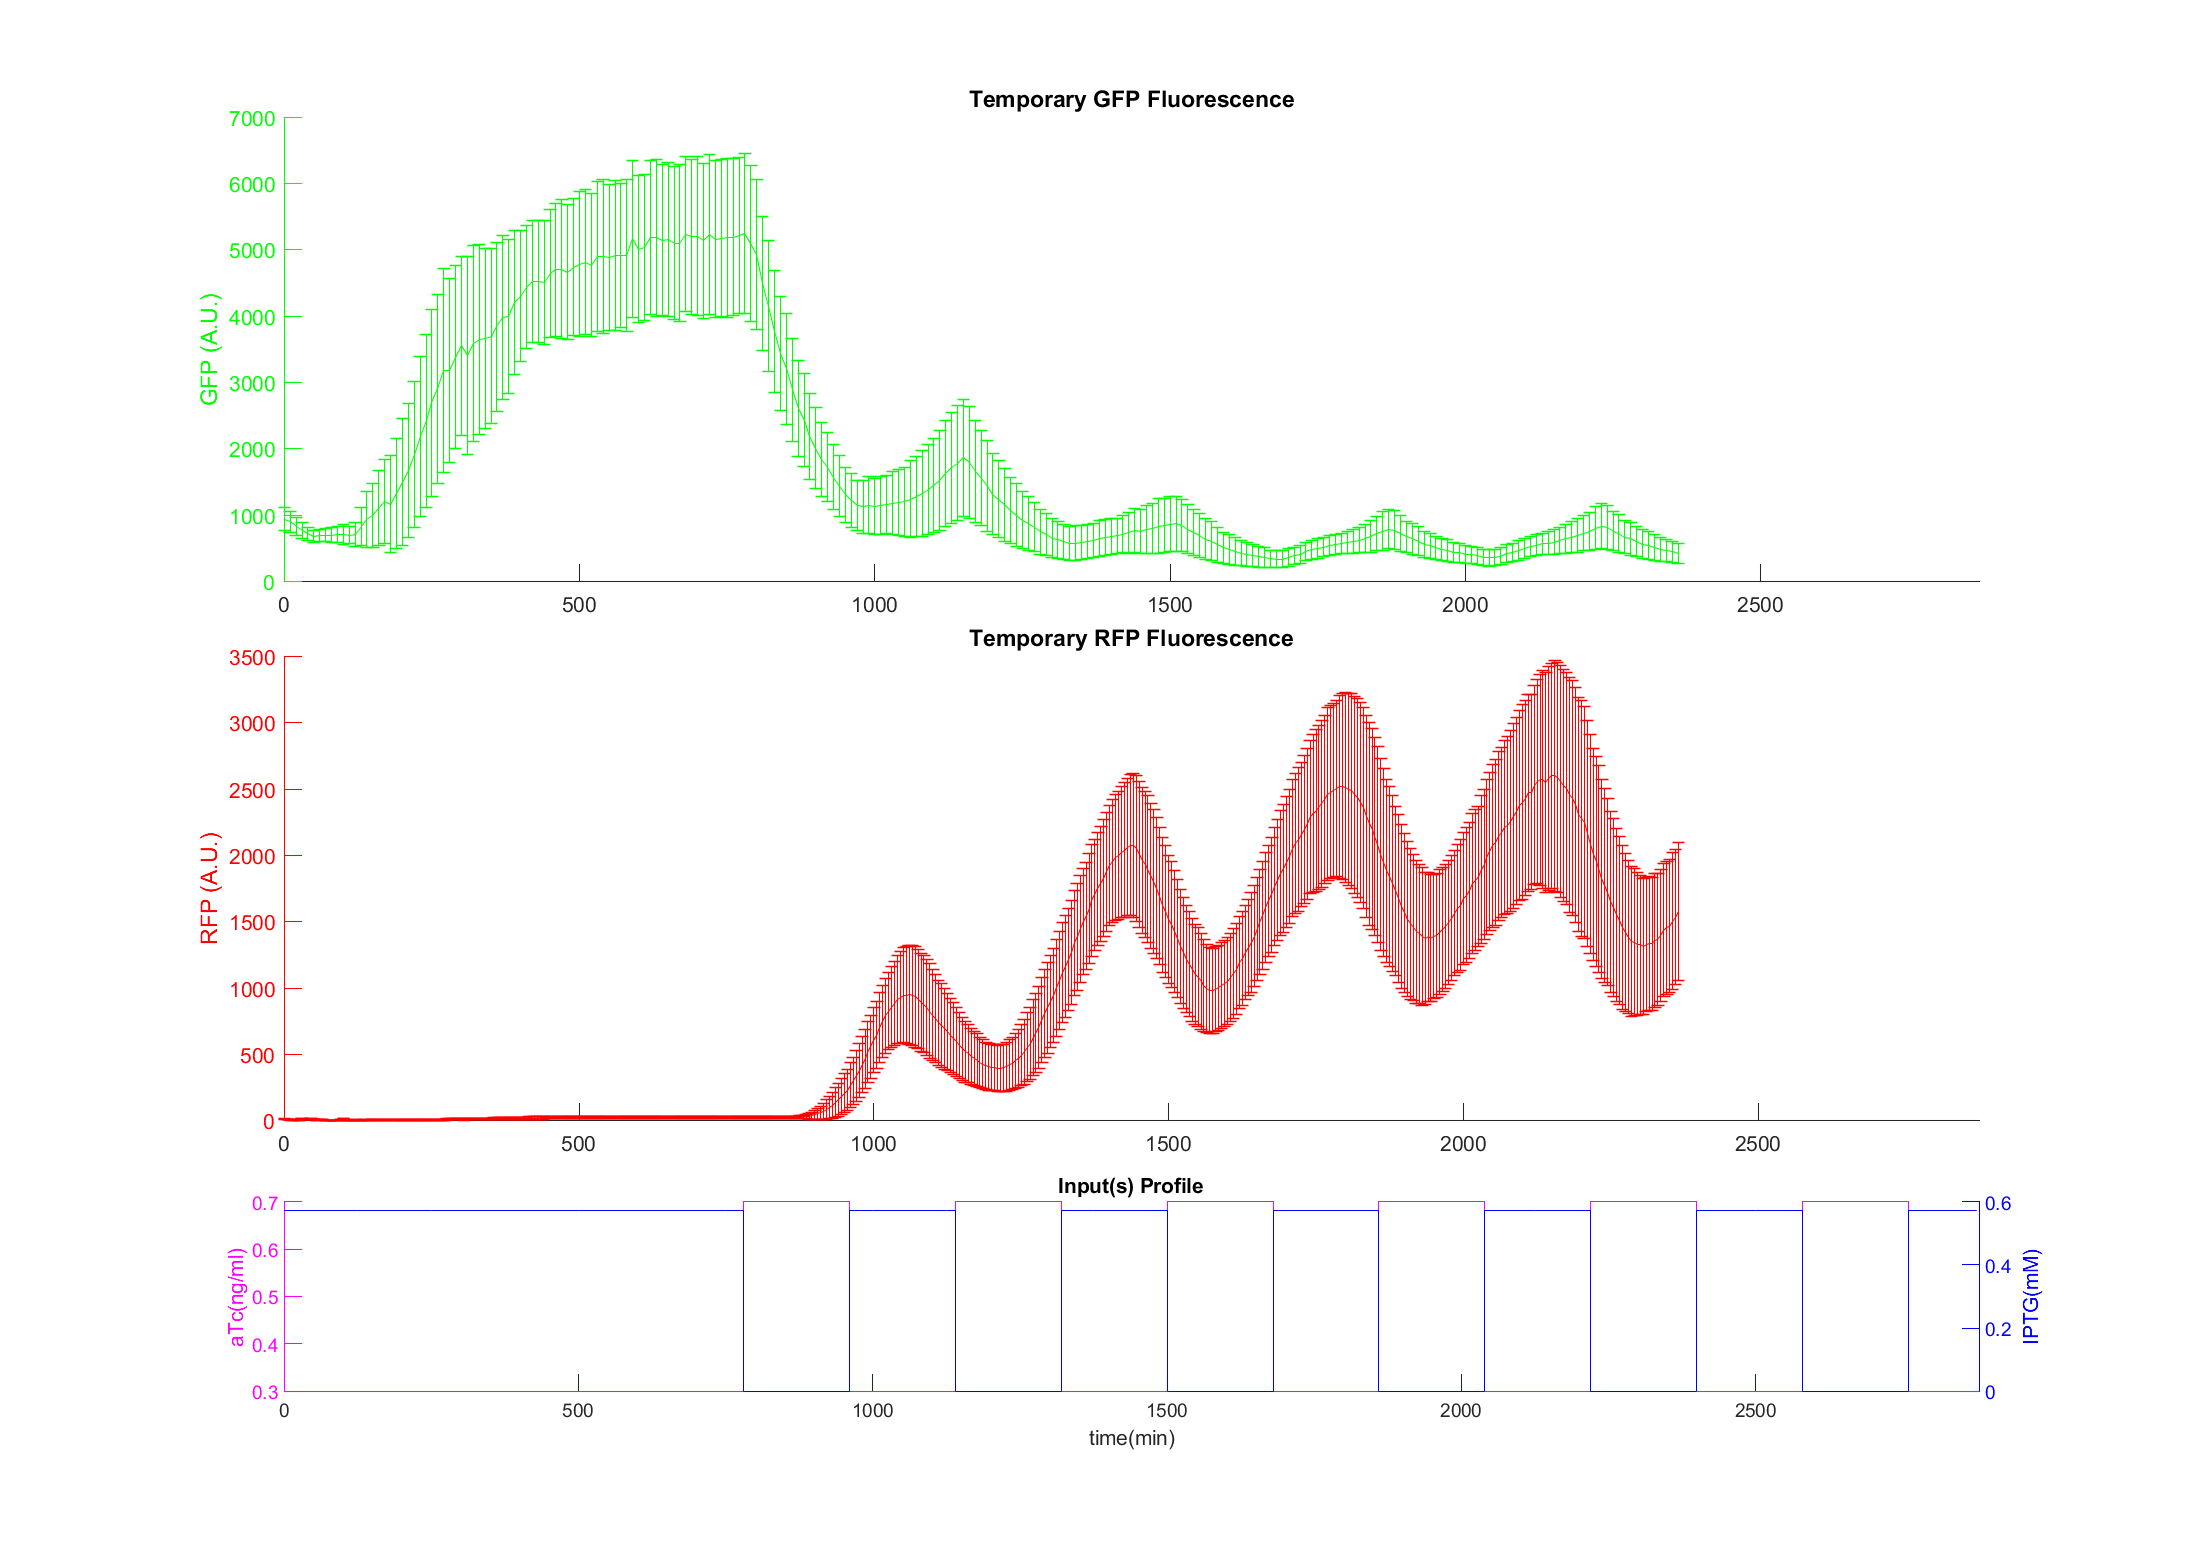 Temporary GFP Fluorescence
7000
6000
5000
4000
3000
2000
1000
0
GFP (A.U.)
0 500 1000 1500 2000 2500
Temporary RFP Fluorescence
3500
3000
2500
2000
1500
1000
500
0
RFP (A.U.)
0 500 1000 1500 2000 2500
Input(s) Profile
0.7
0.6
0.5
0.4
0.3
aTc(ng/ml)
0.6
0.4
0.2
0
IPTG(mM)
0 500 1000 1500 2000 2500
time(min)